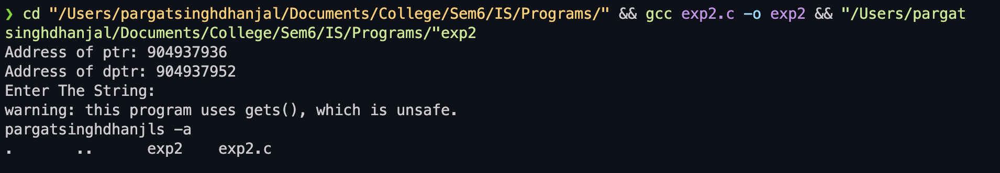 ❯ cd "/Users/pargatsinghdhanjal/Documents/College/Sem6/IS/Programs/" && gcc exp2.c -o exp2 && "/Users/pargat
singhdhanjal/Documents/College/Sem6/IS/Programs/"exp2
Address of ptr: 904937936
Address of dptr: 904937952
Enter The String:
warning: this program uses gets(), which is unsafe.
pargatsinghdhanjls -a
.       ..      exp2    exp2.c